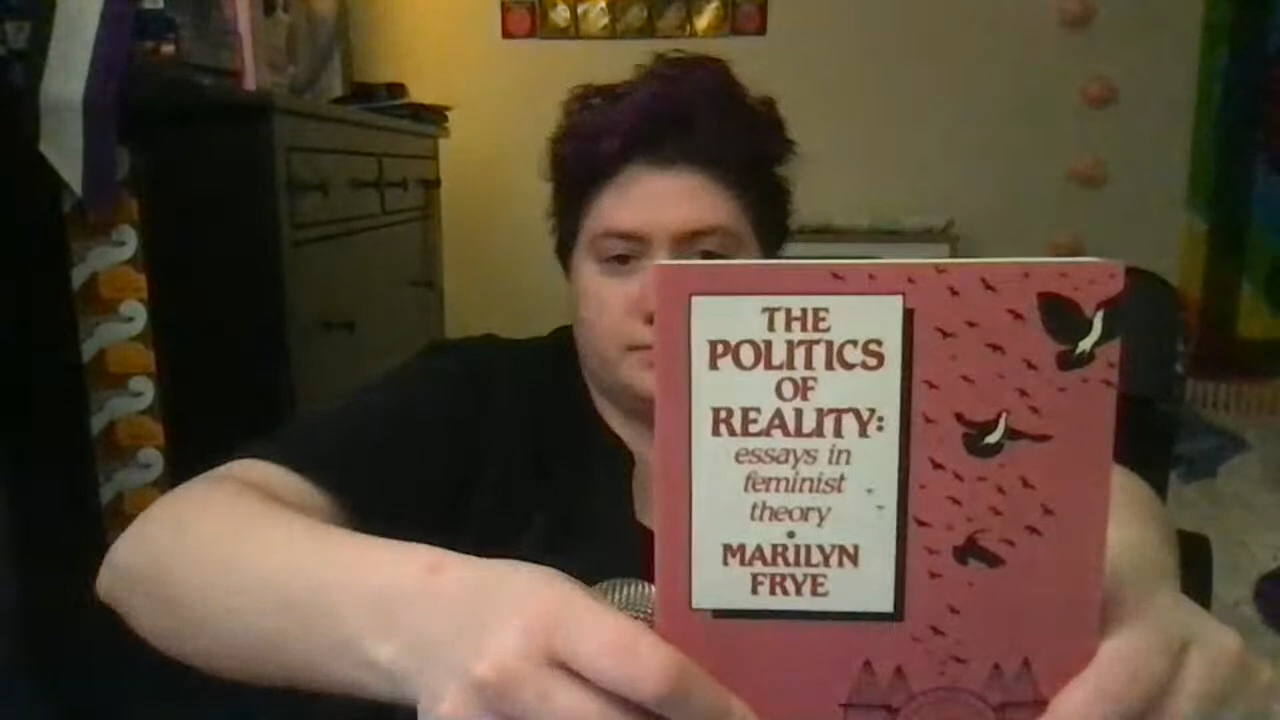 THE
POLITICS
OF
REALITY:
essays in
feminist
theory
•
MARILYN
FRYE